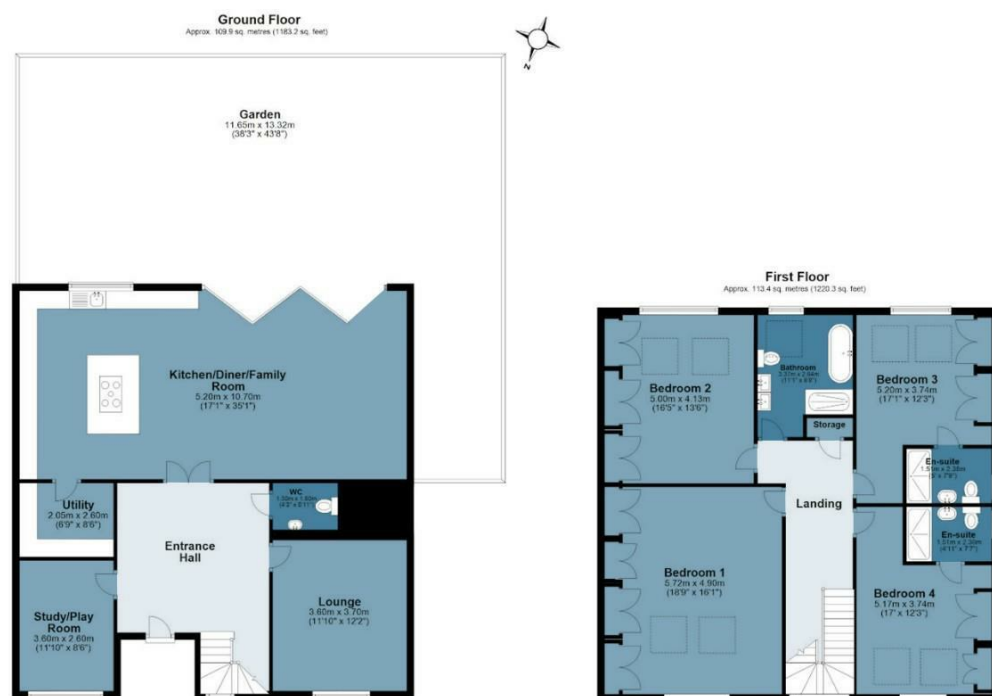 Ground Floor
Approx. 109.9 sq. metres (1183.2 sq. feet)
N
Garden
11.65m x 13.32m
(38'3" x 43'8")
Kitchen/Diner/Family
Room
5.20m x 10.70m
(17'1" x 35'1")
Utility
2.05m x 2.60m
(6'9" x 8'6")
WC
Entrance
Hall
Study/Play
Room
3.60m x 2.60m
(11'10" x 8'6")
Lounge
3.60m x 3.70m
(11'10" x 12'2")
First Floor
Approx. 113.4 sq. metres (1220.3 sq. feet)
Bedroom 2
5.00m x 4.13m
(16'5" x 13'6")
Bathroom
Storage
Bedroom 3
5.20m x 3.74m
(17'1" x 12'3")
En-suite
Landing
En-suite
Bedroom 1
5.72m x 4.90m
(18'9" x 16'1")
Bedroom 4
5.17m x 3.74m
(17' x 12'3")